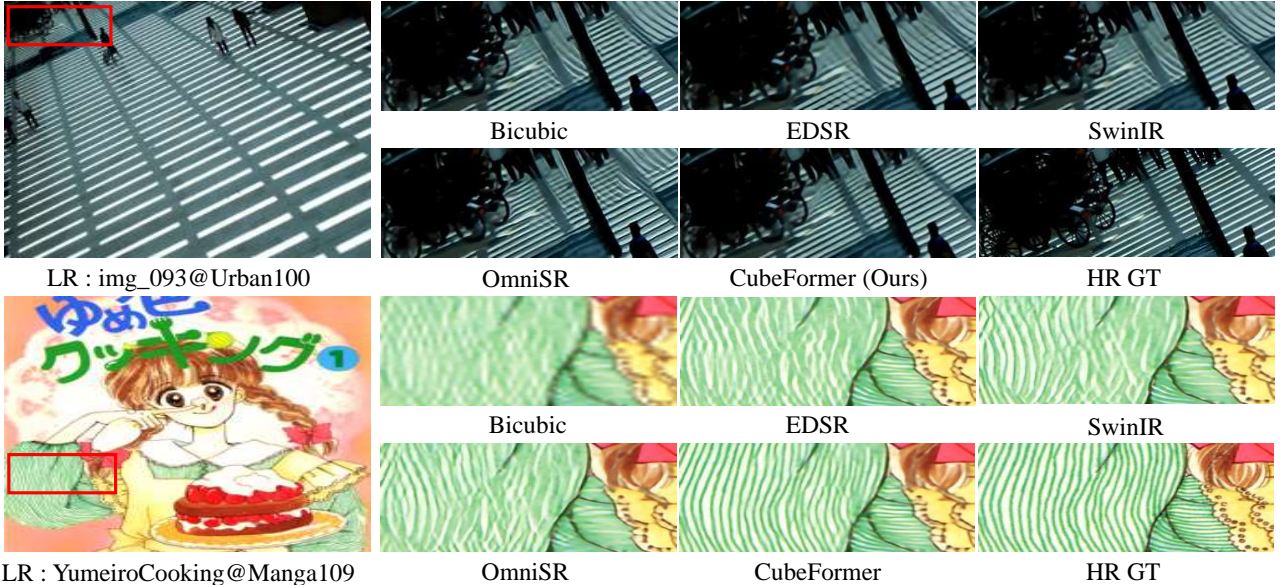 Bicubic
EDSR
SwinIR
OmniSR
CubeFormer (Ours)
HR GT
LR : img_093@Urban100
ゆめ色
クッキング1
Bicubic
EDSR
SwinIR
OmniSR
CubeFormer
HR GT
LR : YumeiroCooking@Manga109